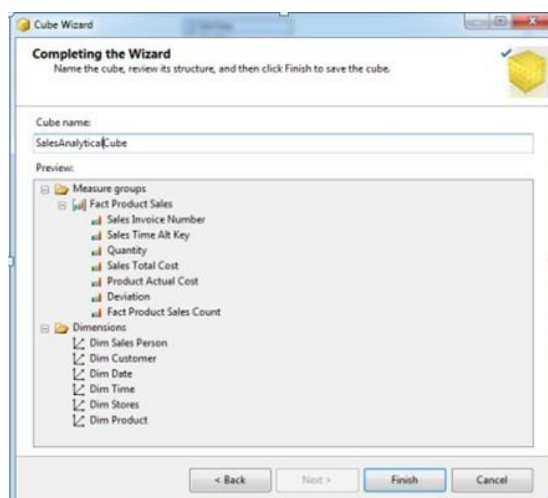 Cube Wizard
Completing the Wizard
Name the cube, review its structure, and then click Finish to save the cube.
Cube name:
SalesAnalyticalCube
Preview:
Measure groups
Fact Product Sales
Sales Invoice Number
Sales Time Alt Key
Quantity
Sales Total Cost
Product Actual Cost
Deviation
Fact Product Sales Count
Dimensions
Dim Sales Person
Dim Customer
Dim Date
Dim Time
Dim Stores
Dim Product
< Back Next > Finish Cancel